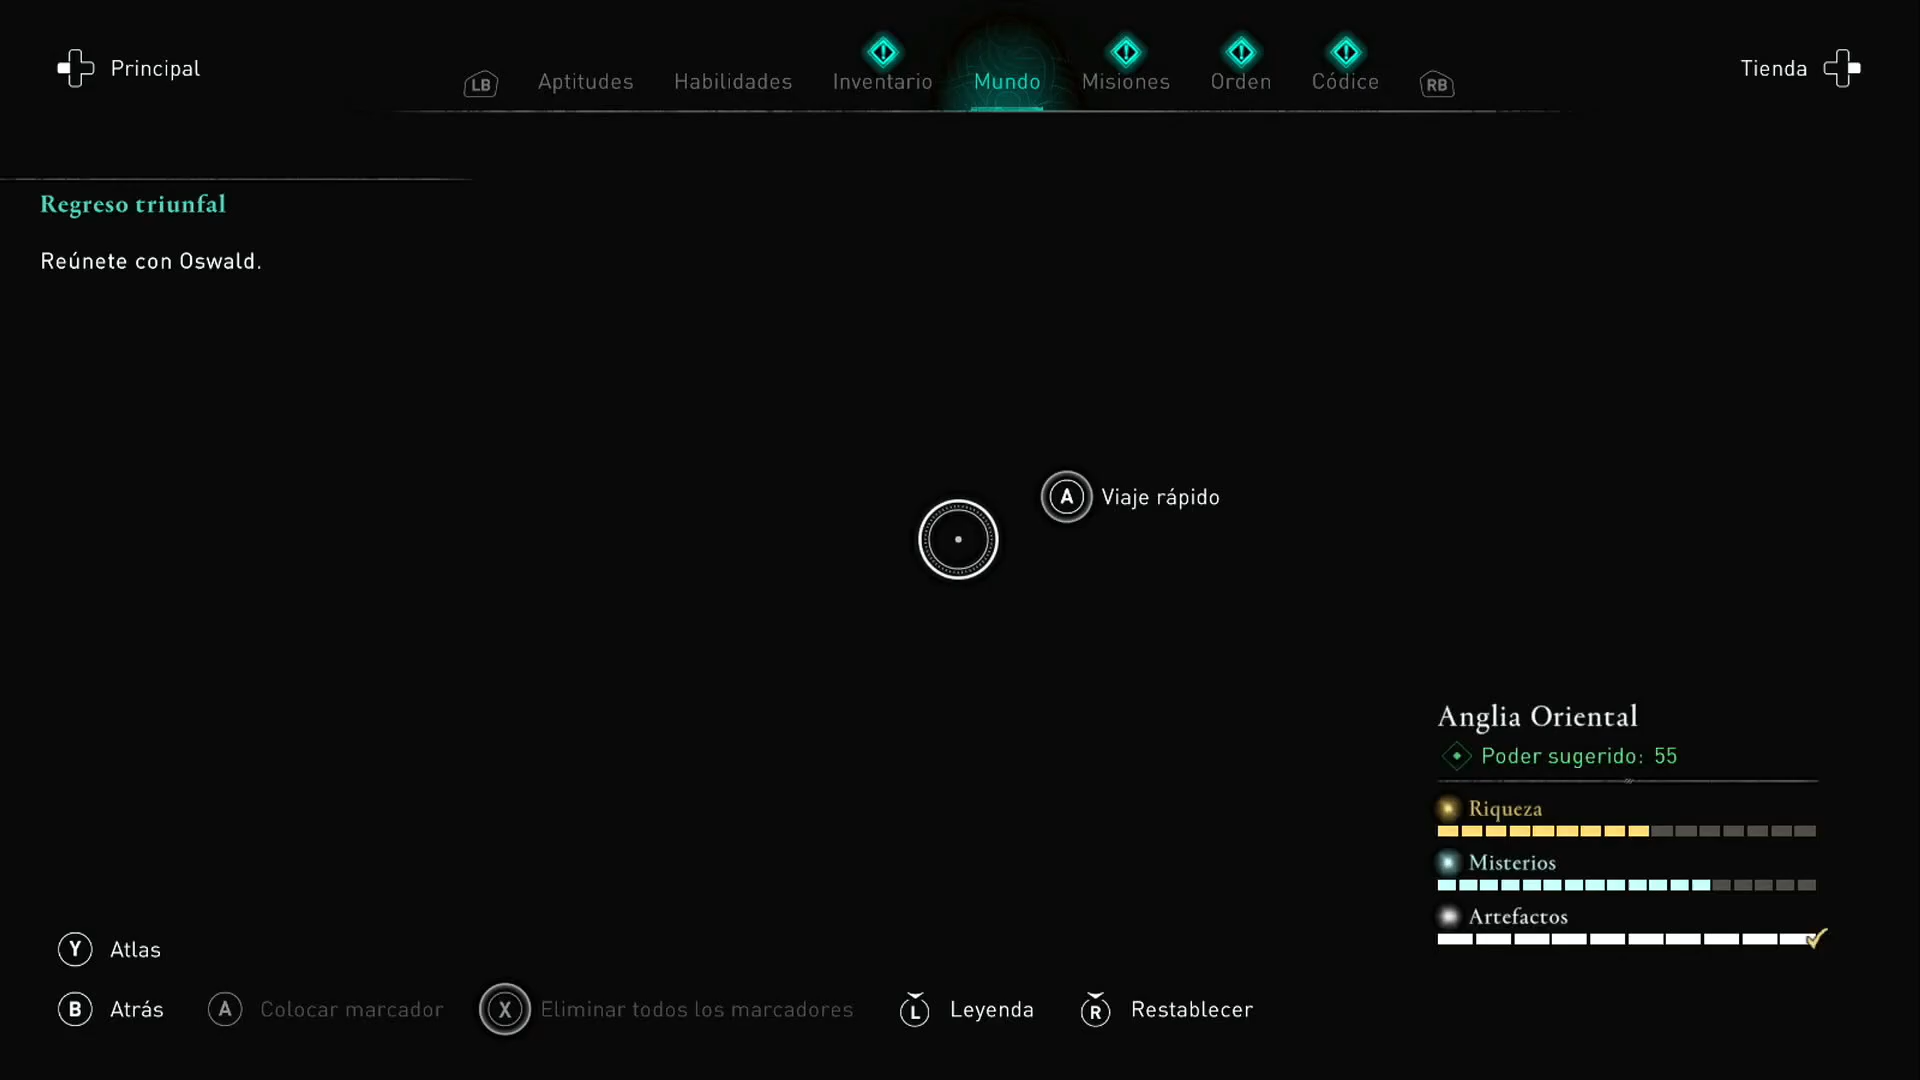 Principal
LB
Aptitudes
Habilidades
Inventario
Mundo
Misiones
Orden
Códice
RB
Tienda
Regreso triunfal
Reúnete con Oswald.
A Viaje rápido
Anglia Oriental
Poder sugerido: 55
Riqueza
Misterios
Artefactos
Y Atlas
B Atrás
A Colocar marcador
X Eliminar todos los marcadores
L Leyenda
R Restablecer